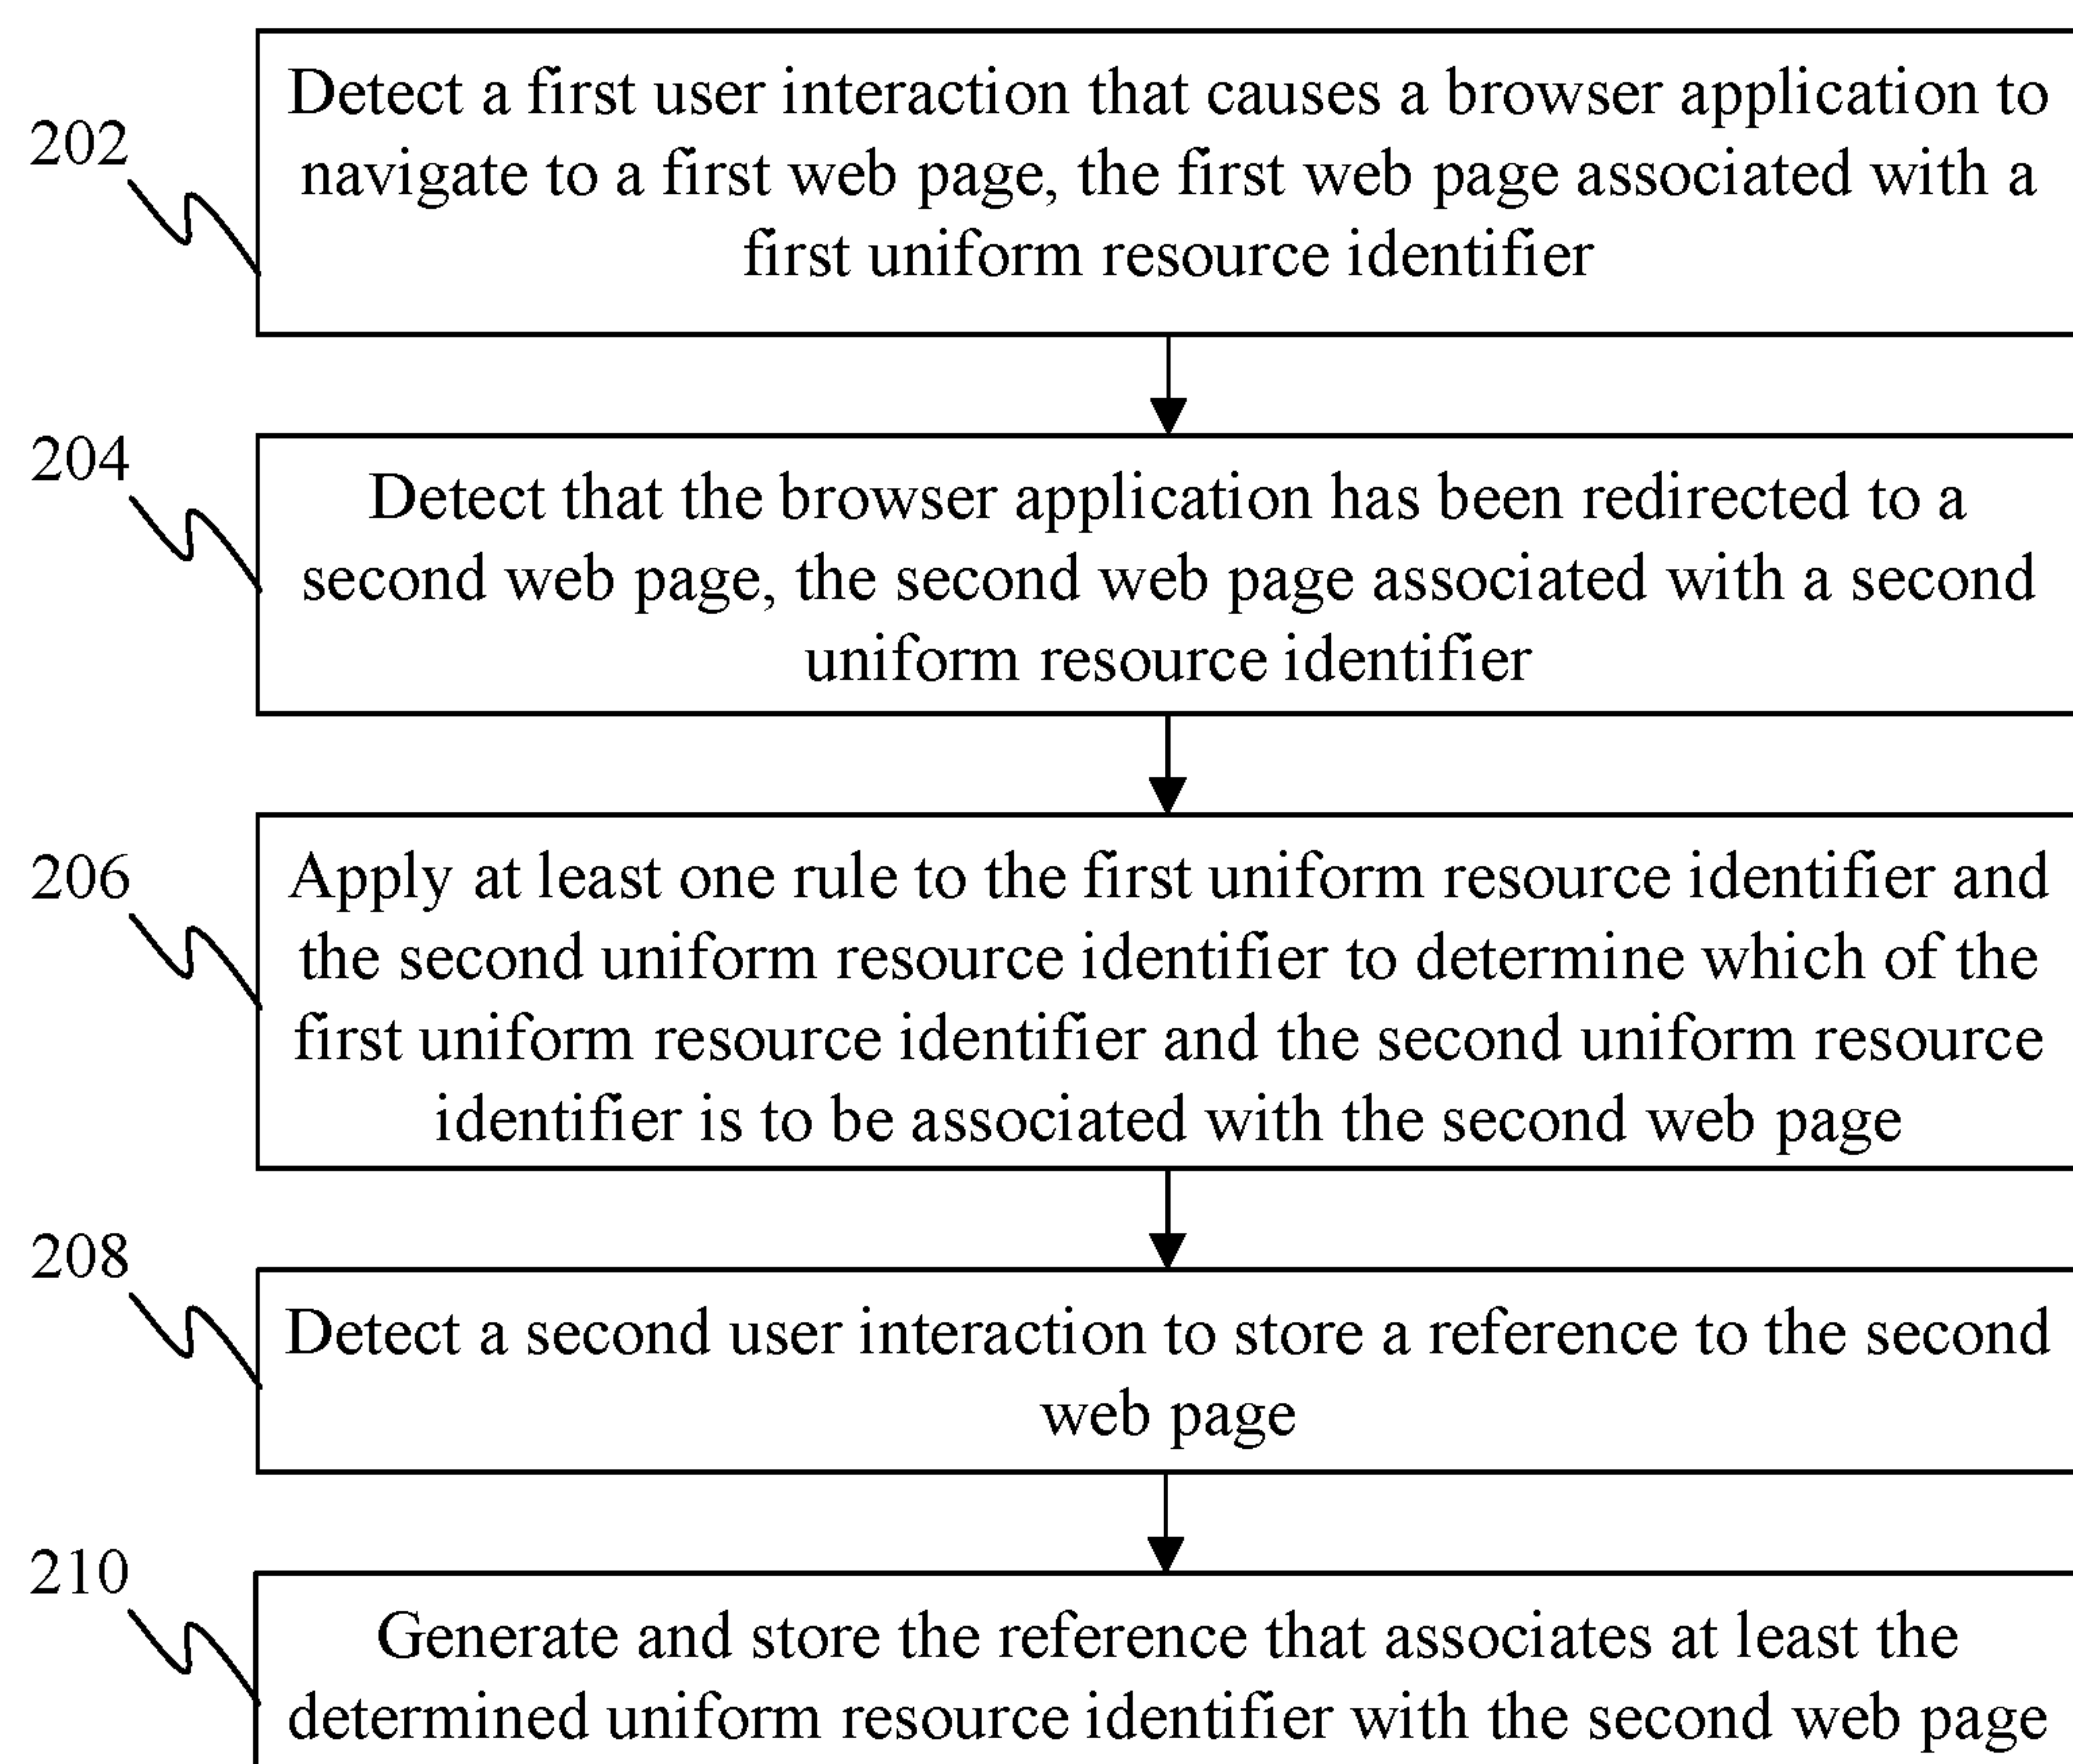 202
Detect a first user interaction that causes a browser application to
navigate to a first web page, the first web page associated with a
first uniform resource identifier
204
Detect that the browser application has been redirected to a
second web page, the second web page associated with a second
uniform resource identifier
206
Apply at least one rule to the first uniform resource identifier and
the second uniform resource identifier to determine which of the
first uniform resource identifier and the second uniform resource
identifier is to be associated with the second web page
208
Detect a second user interaction to store a reference to the second
web page
210
Generate and store the reference that associates at least the
determined uniform resource identifier with the second web page